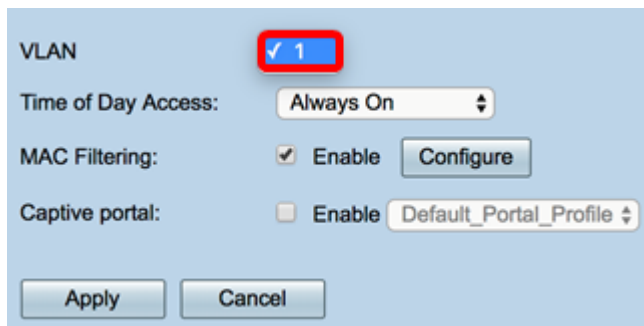 VLAN ✓ 1
Time of Day Access: Always On
MAC Filtering: Enable Configure
Captive portal: Enable Default_Portal_Profile
Apply Cancel